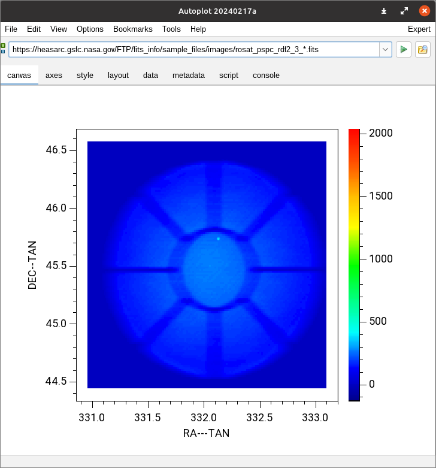 Autoplot 20240217a
File Edit View Options Bookmarks Tools Help Expert
https://heasarc.gsfc.nasa.gov/FTP/fits_info/sample_files/images/rosat_pspc_rdf2_3_*.fits
canvas axes style layout data metadata script console
46.5
46.0
45.5
45.0
44.5
DEC--TAN
331.0 331.5 332.0 332.5 333.0
RA---TAN
2000
1500
1000
500
0